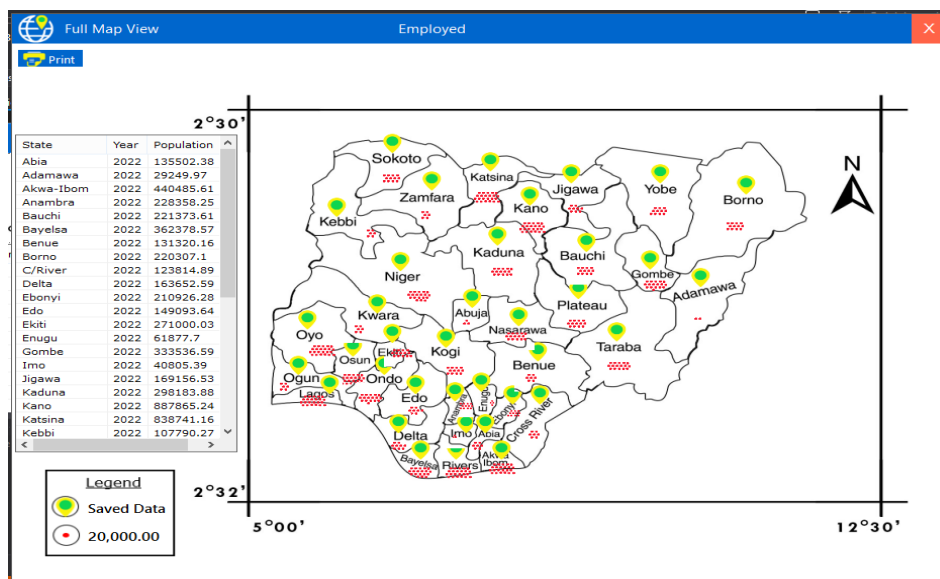 Full Map View
Employed
X
Print
2°30'
State Year Population
Abia 2022 135502.38
Adamawa 2022 29249.97
Akwa-Ibom 2022 440485.61
Anambra 2022 228358.25
Bauchi 2022 221373.61
Bayelsa 2022 362378.57
Benue 2022 131320.16
Borno 2022 220307.1
C/River 2022 123814.89
Delta 2022 163652.59
Ebonyi 2022 210926.28
Edo 2022 149093.64
Ekiti 2022 271000.03
Enugu 2022 61877.7
Gombe 2022 333536.59
Imo 2022 40805.39
Jigawa 2022 169156.53
Kaduna 2022 298183.88
Kano 2022 887865.24
Katsina 2022 838741.16
Kebbi 2022 107790.27
Sokoto
Katsina
Zamfara
Jigawa
Yobe
Borno
N
Kebbi
Kano
Kaduna
Bauchi
Gombe
Niger
Adamawa
Kwara
Abuja
Plateau
Nasarawa
Oyo
Osun
Ekiti
Kogi
Taraba
Benue
Ogun
Ondo
Lagos
Edo
Anambra
Enugu
Ebony
Cross River
Delta
Imo
Abia
Bayelsa
Rivers
Akwa
Ibom
2°32'
5°00'
12°30'
Legend
Saved Data
20,000.00